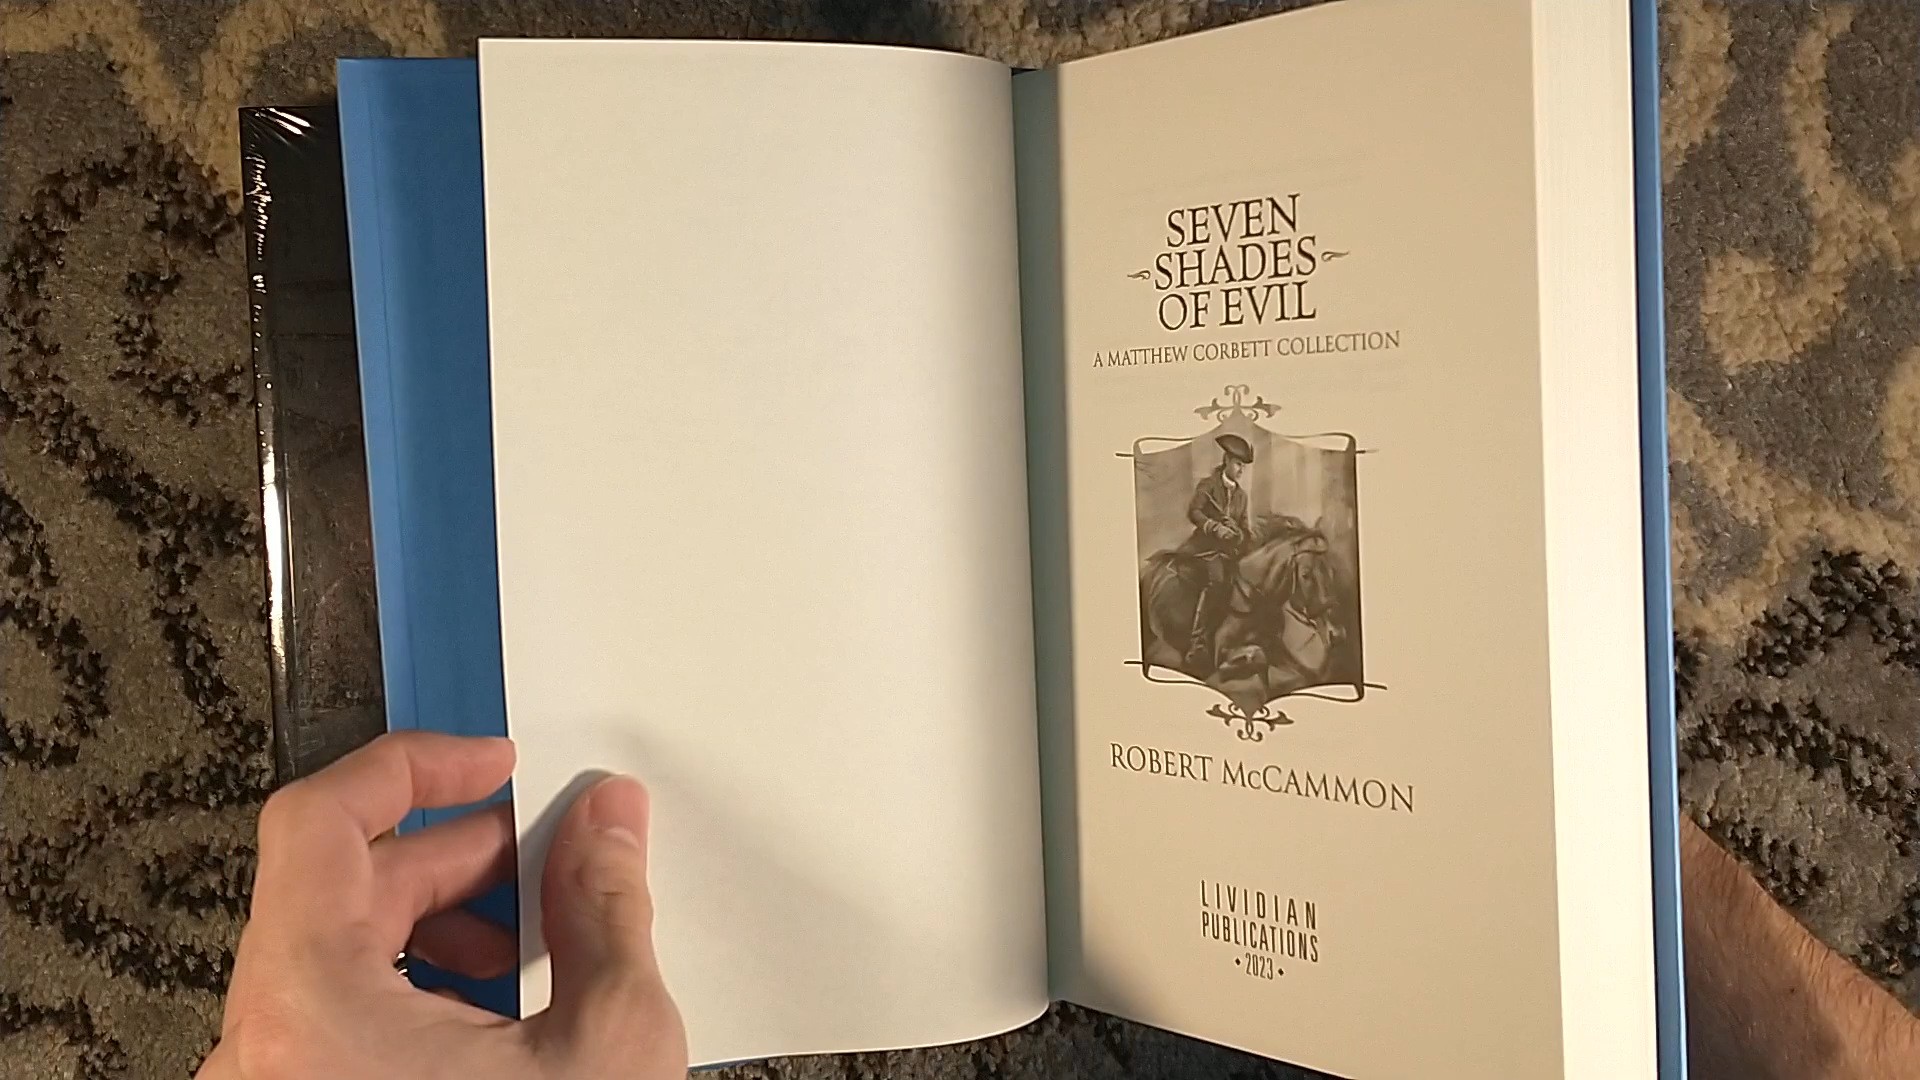 SEVEN
SHADES
OF EVIL
A MATTHEW CORBETT COLLECTION
ROBERT McCAMMON
LIVIDIAN
PUBLICATIONS
• 2023 •